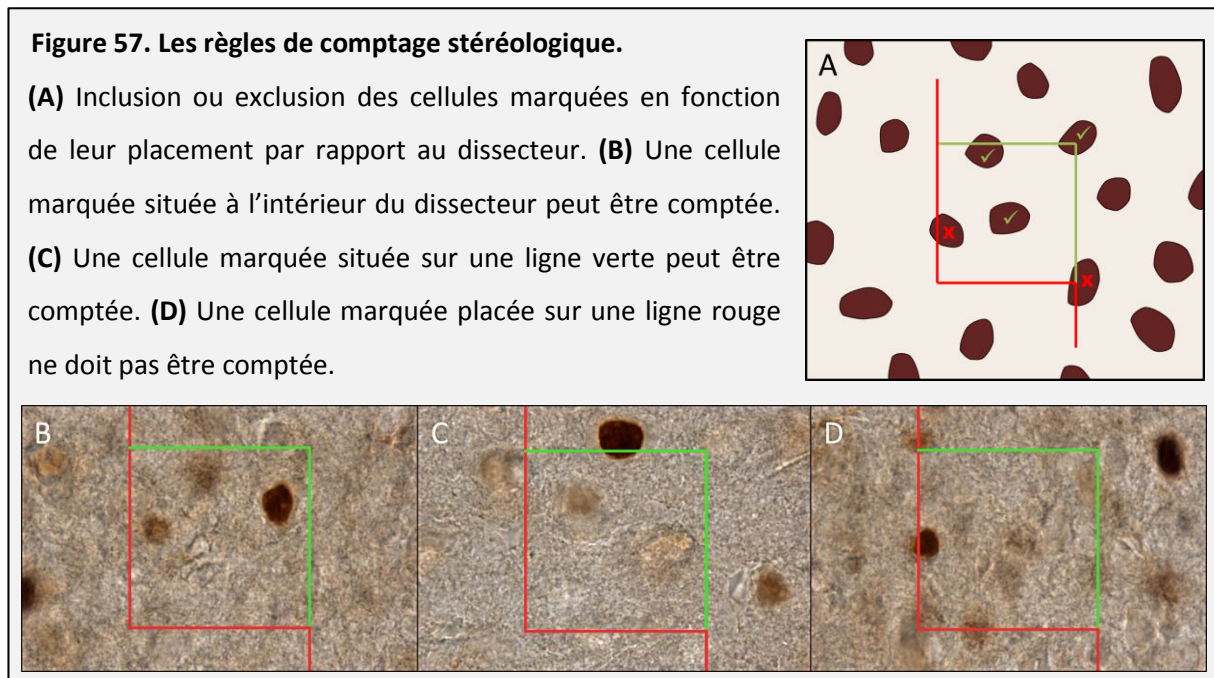 Figure 57. Les règles de comptage stéréologique.
(A) Inclusion ou exclusion des cellules marquées en fonction
de leur placement par rapport au dissecteur. (B) Une cellule
marquée située à l’intérieur du dissecteur peut être comptée.
(C) Une cellule marquée située sur une ligne verte peut être
comptée. (D) Une cellule marquée placée sur une ligne rouge
ne doit pas être comptée.
A
B
C
D